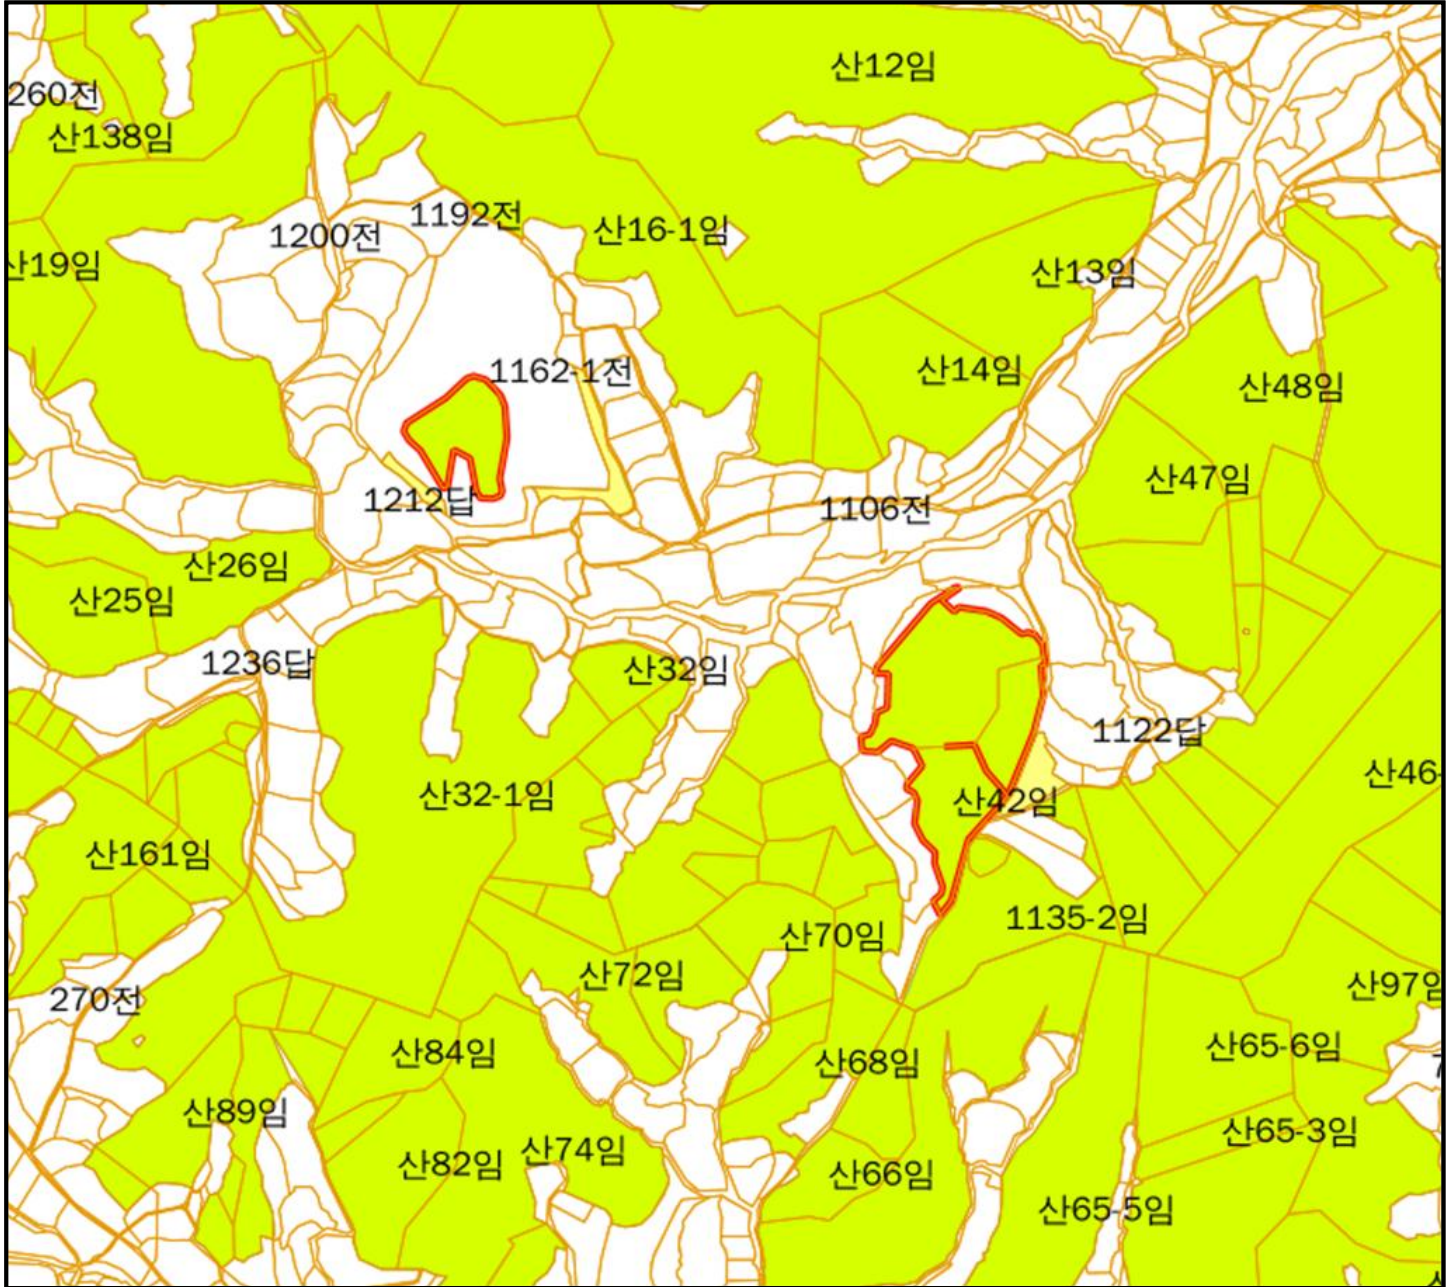 산12임
260전
산138임
1192전
산16-1임
1200전
산19임
산13임
1162-1전
산14임
산48임
산47임
1212답
1106전
산26임
산25임
1236답
산32임
1122답
산46-
산32-1임
산42임
산161임
1135-2임
산70임
산72임
산97임
270전
산65-6임
산84임
산68임
산89임
산65-3임
산74임
산82임
산66임
산65-5임